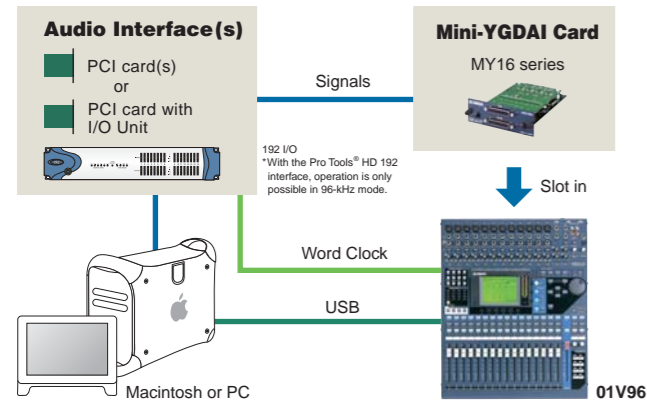 Audio Interface(s)
PCI card(s)
or
PCI card with
I/O Unit
Signals
Mini-YGDAI Card
MY16 series
192 I/O
*With the Pro Tools® HD 192
interface, operation is only
possible in 96-kHz mode.
Slot in
Word Clock
USB
Macintosh or PC
01V96